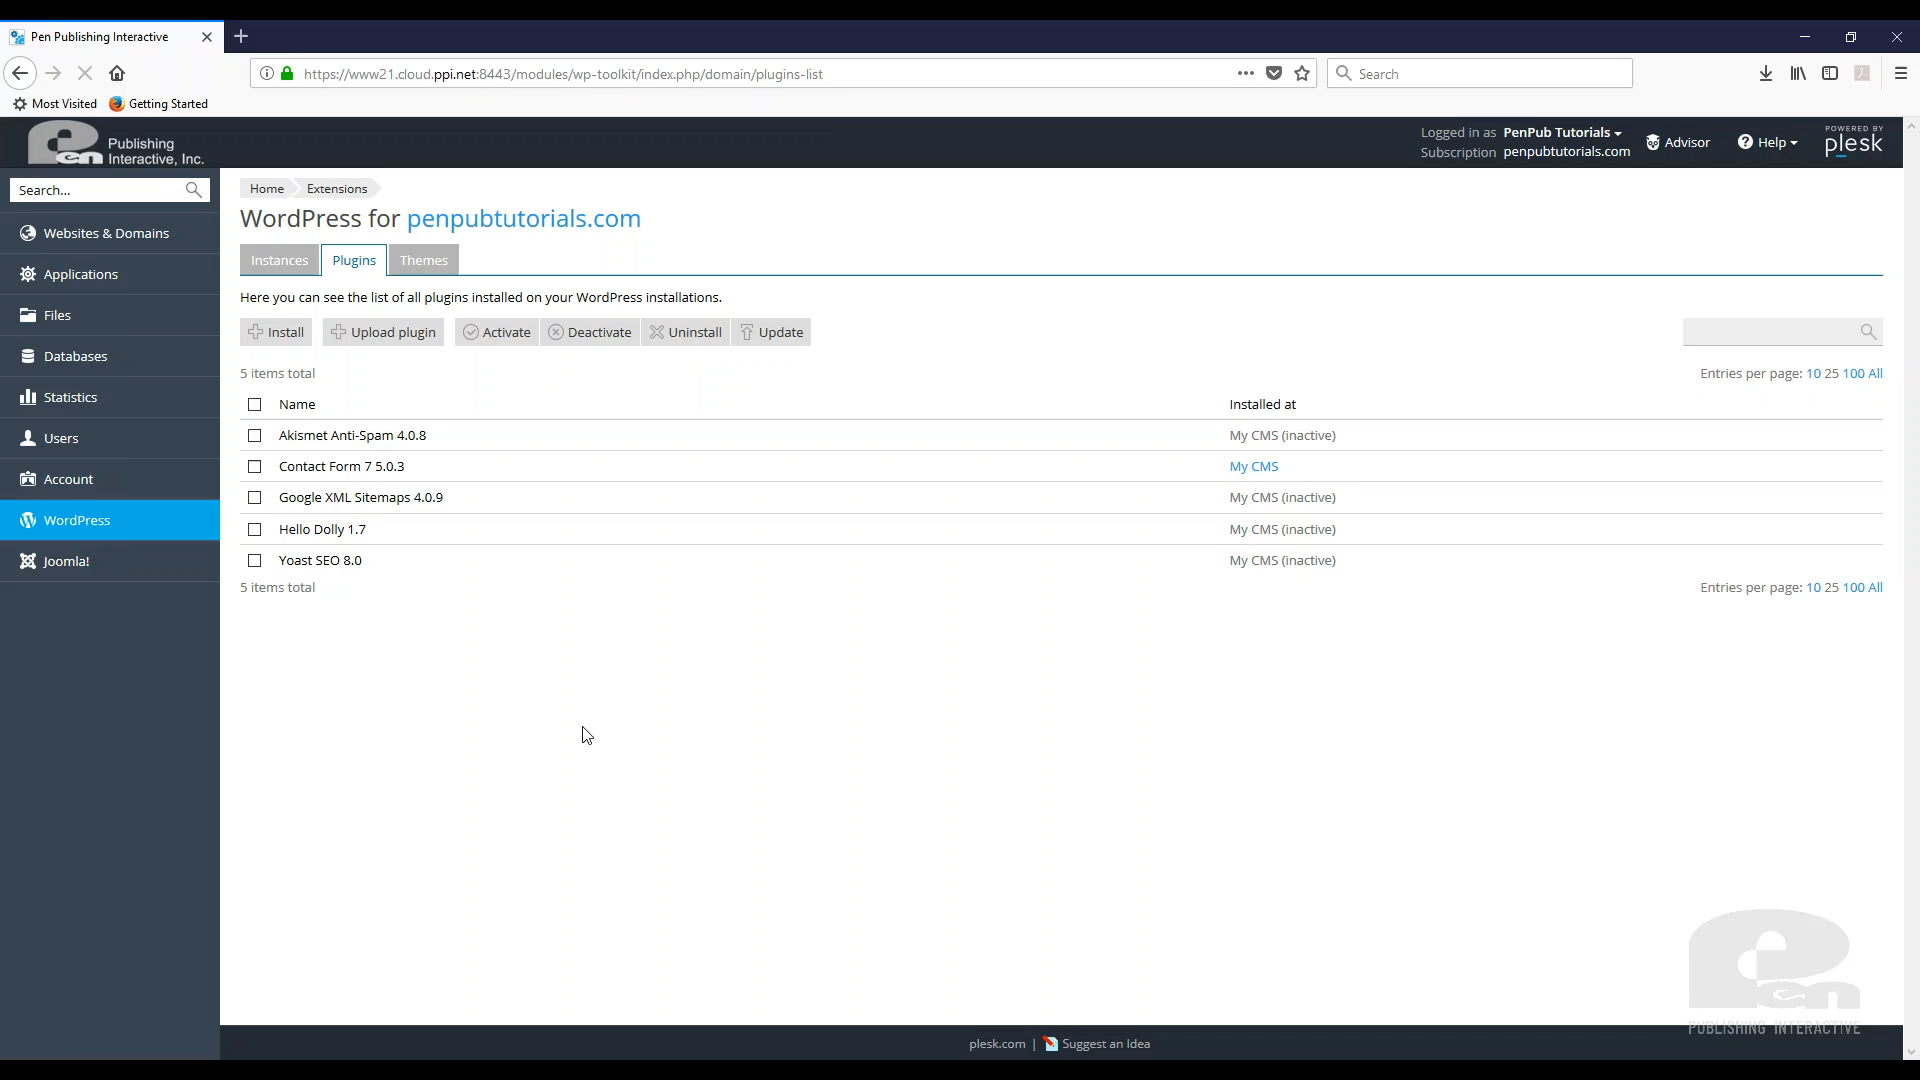 Pen Publishing Interactive
https://www21.cloud.ppi.net:8443/modules/wp-toolkit/index.php/domain/plugins-list
Search
Most Visited
Getting Started
Pen Publishing
Interactive, Inc.
Logged in as PenPub Tutorials
Subscription penpubtutorials.com
Advisor
Help
POWERED BY
plesk
Search...
Websites & Domains
Applications
Files
Databases
Statistics
Users
Account
WordPress
Joomla!
Home
Extensions
WordPress for penpubtutorials.com
Instances
Plugins
Themes
Here you can see the list of all plugins installed on your WordPress installations.
Install
Upload plugin
Activate
Deactivate
Uninstall
Update
5 items total
Entries per page: 10 25 100 All
Name
Installed at
Akismet Anti-Spam 4.0.8
My CMS (inactive)
Contact Form 7 5.0.3
My CMS
Google XML Sitemaps 4.0.9
My CMS (inactive)
Hello Dolly 1.7
My CMS (inactive)
Yoast SEO 8.0
My CMS (inactive)
5 items total
Entries per page: 10 25 100 All
Pen
PUBLISHING INTERACTIVE
plesk.com | Suggest an Idea